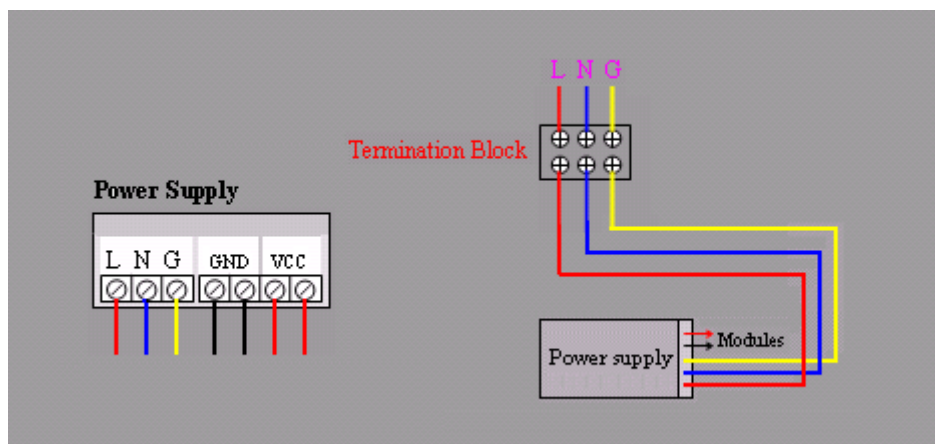 L N G
Termination Block
Power Supply
L N G GND VCC
Modules
Power supply